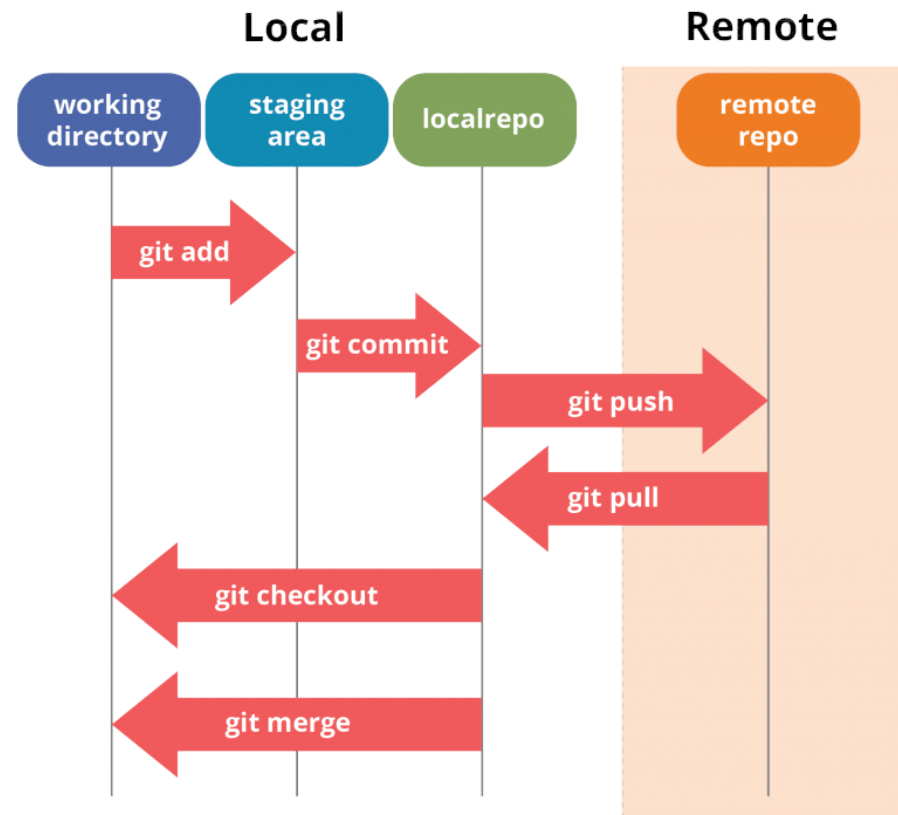 Local
Remote
working
directory
staging
area
localrepo
remote
repo
git add
git commit
git push
git pull
git checkout
git merge